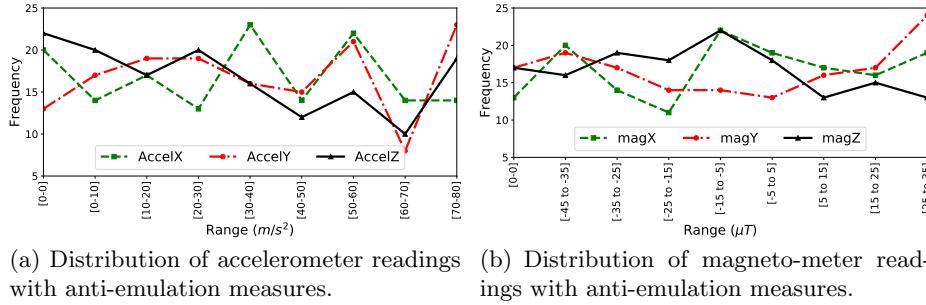 25
20
15
10
5
Frequency
AccelX AccelY AccelZ
[0-0] [0-10] [10-20] [20-30] [30-40] [40-50] [50-60] [60-70] [70-80]
Range (m/s²)
(a) Distribution of accelerometer readings
with anti-emulation measures.
25
20
15
10
5
Frequency
magX magY magZ
[0-0] [-45 to -35] [-35 to -25] [-25 to -15] [-15 to -5] [-5 to 5] [5 to 15] [15 to 25] [25 to 35]
Range (μT)
(b) Distribution of magneto-meter read-
ings with anti-emulation measures.